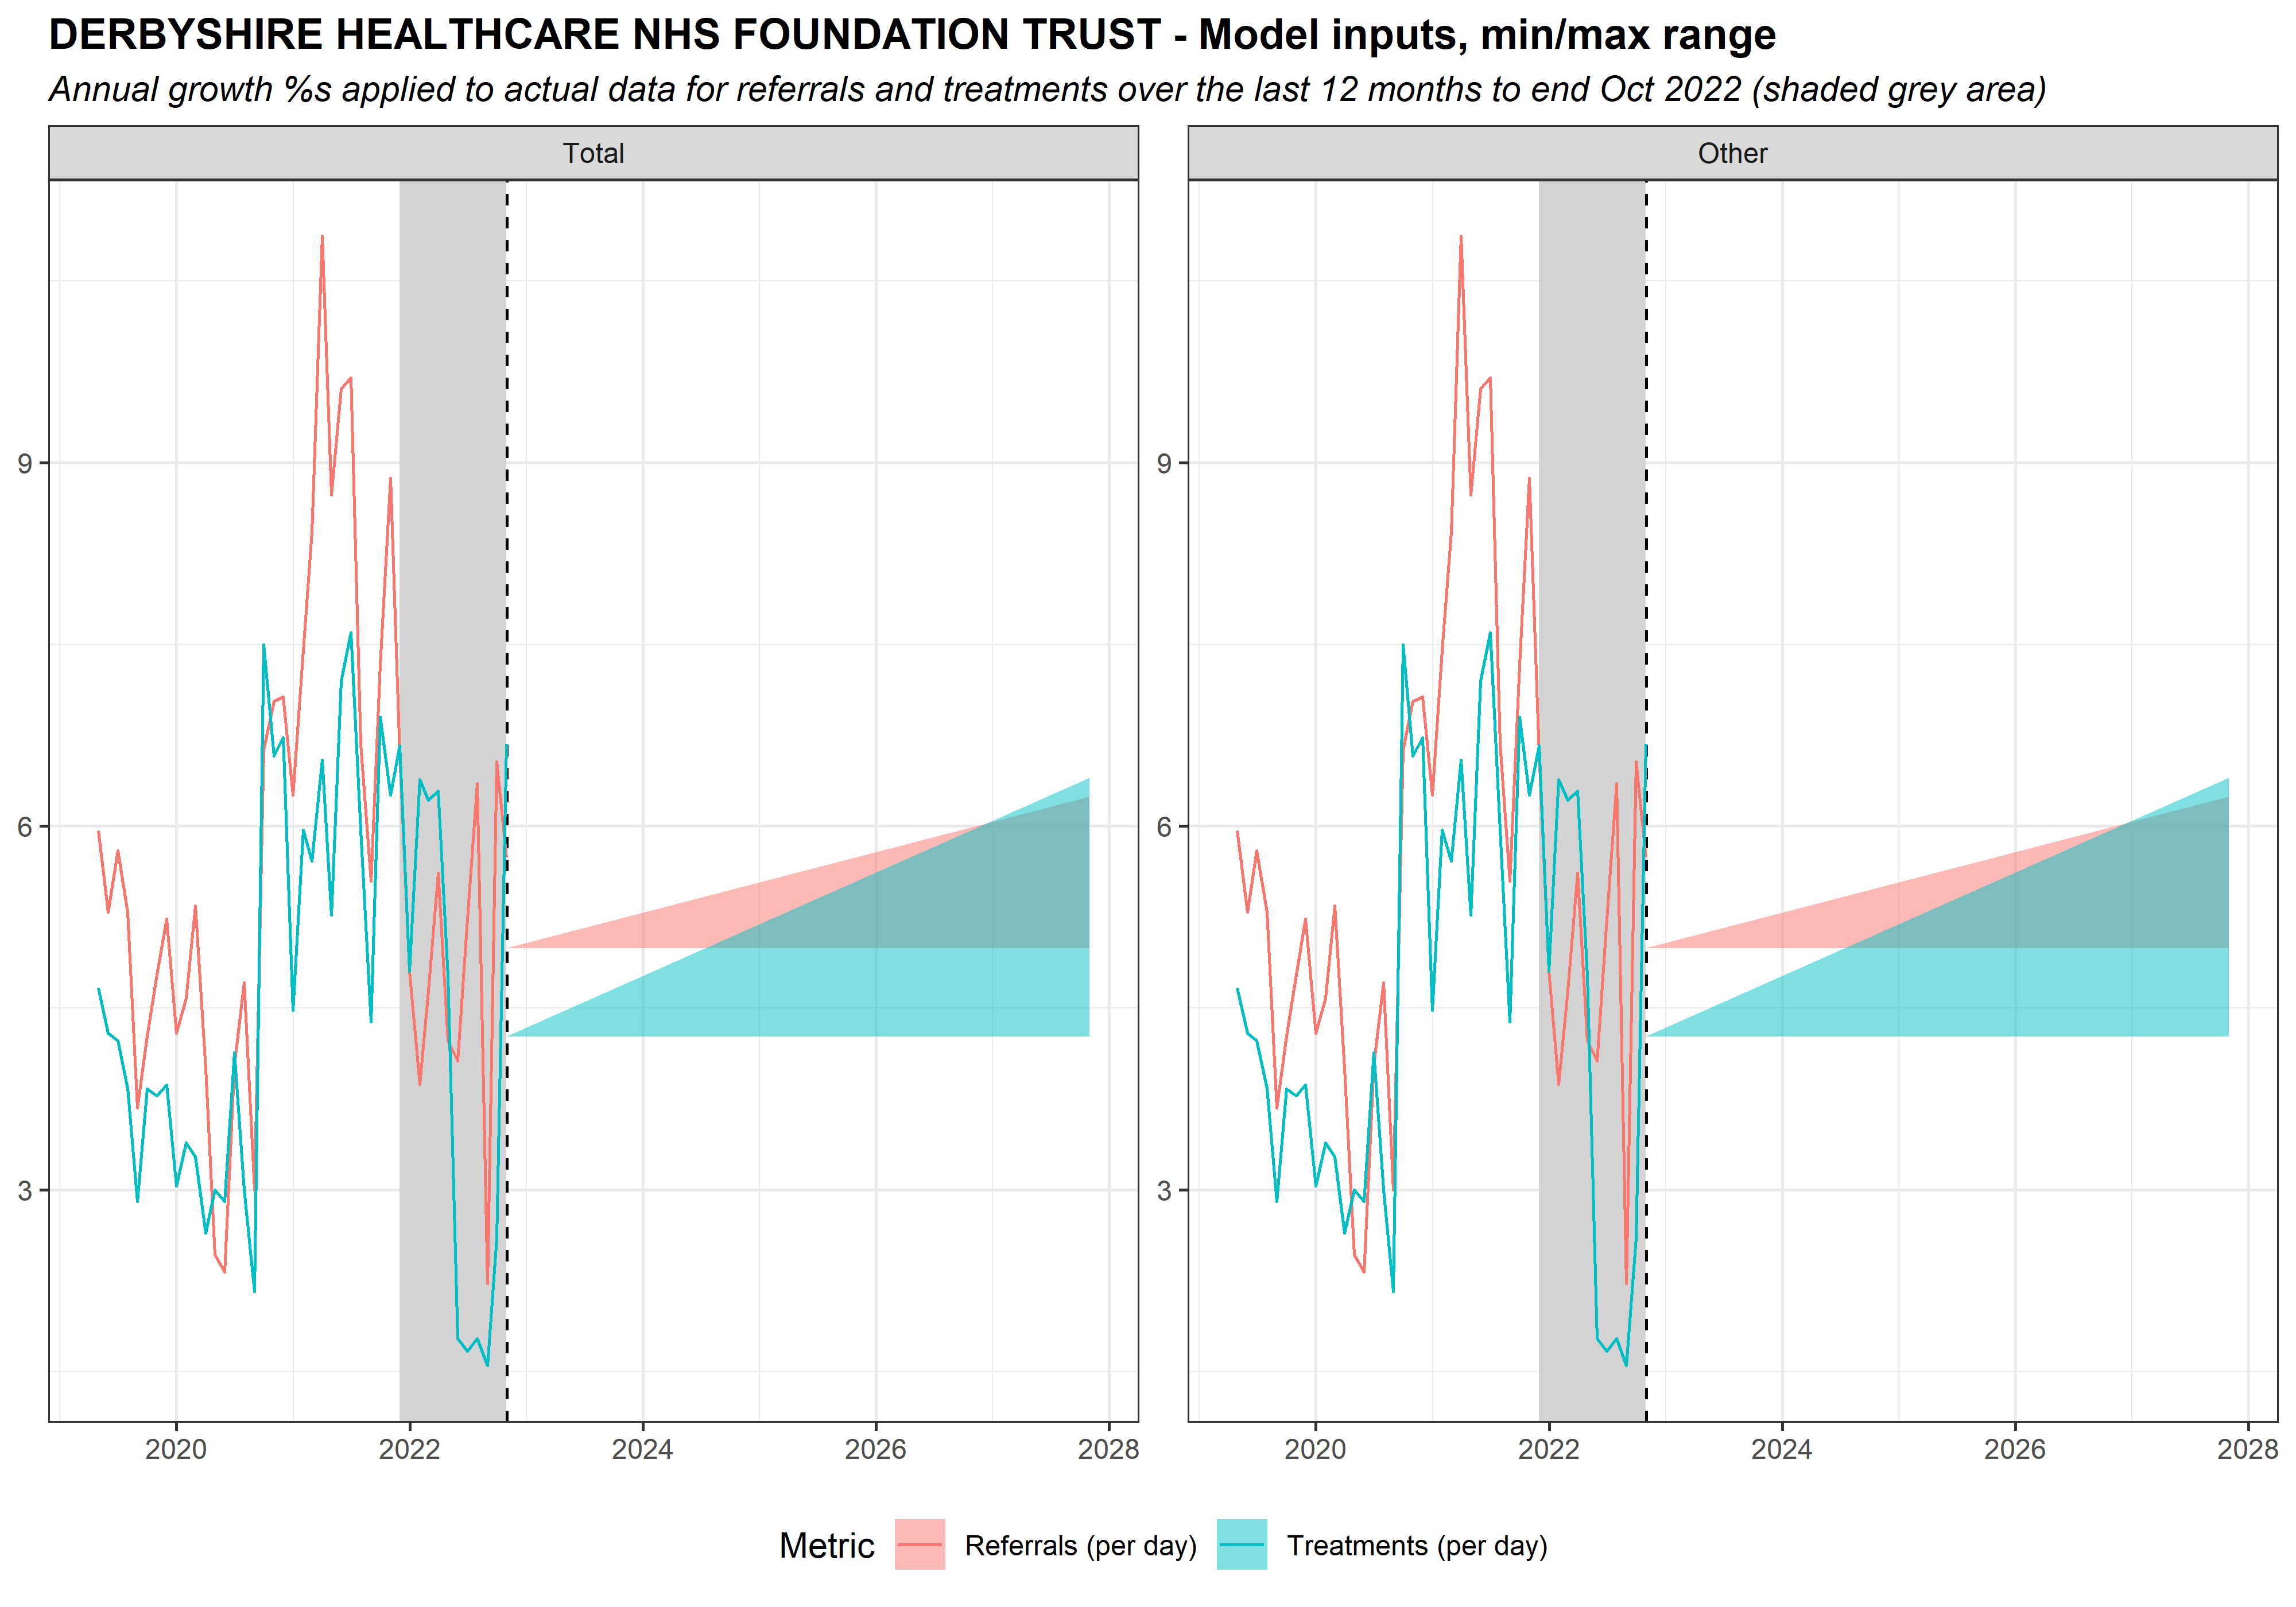 DERBYSHIRE HEALTHCARE NHS FOUNDATION TRUST - Model inputs, min/max range
Annual growth %s applied to actual data for referrals and treatments over the last 12 months to end Oct 2022 (shaded grey area)
Total
Other
9
6
3
9
6
3
2020 2022 2024 2026 2028
2020 2022 2024 2026 2028
Metric Referrals (per day) Treatments (per day)